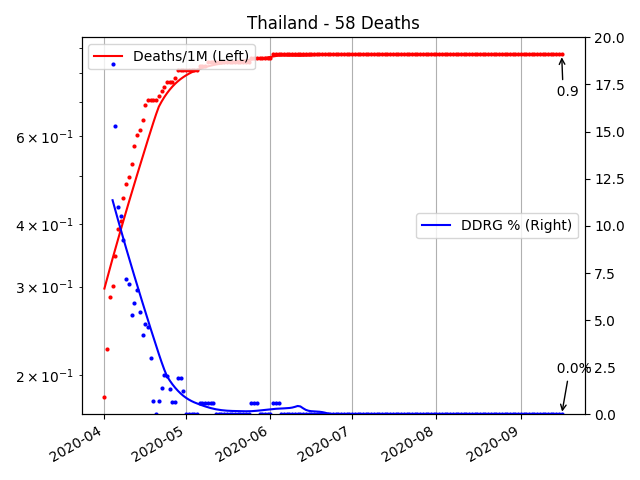 Thailand - 58 Deaths
Deaths/1M (Left)
DDRG % (Right)
0.9
0.0%
6 × 10⁻¹
4 × 10⁻¹
3 × 10⁻¹
2 × 10⁻¹
20.0
17.5
15.0
12.5
10.0
7.5
5.0
2.5
0.0
2020-04
2020-05
2020-06
2020-07
2020-08
2020-09